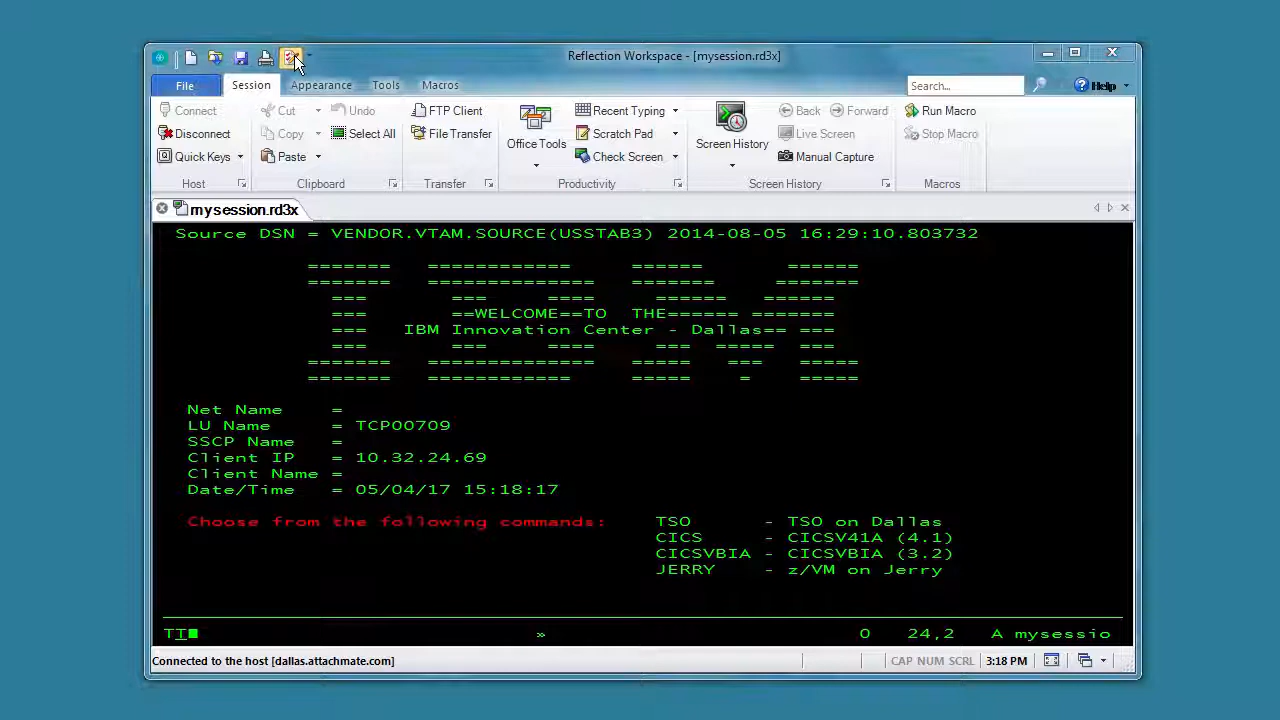 Reflection Workspace - [mysession.rd3x]
File Session Appearance Tools Macros Search... Help
Connect Cut Undo FTP Client Recent Typing Back Forward Run Macro
Disconnect Copy Select All File Transfer Office Tools Scratch Pad Screen History Live Screen Stop Macro
Quick Keys Paste Check Screen Manual Capture
Host Clipboard Transfer Productivity Screen History Macros
mysession.rd3x
Source DSN = VENDOR.VTAM.SOURCE(USSTAB3) 2014-08-05 16:29:10.803732
======= ============ ====== ======
======= ============== ======= =======
=== === ==== ====== ======
=== ==WELCOME==TO THE====== =======
=== IBM Innovation Center - Dallas== ===
=== === ==== === ===== ===
======= ============== ===== === =====
======= ============ ===== = =====
Net Name =
LU Name = TCP00709
SSCP Name =
Client IP = 10.32.24.69
Client Name =
Date/Time = 05/04/17 15:18:17
Choose from the following commands: TSO - TSO on Dallas
CICS - CICSV41A (4.1)
CICSVBIA - CICSVBIA (3.2)
JERRY - z/VM on Jerry
TT » 0 24,2 A mysessio
Connected to the host [dallas.attachmate.com] CAP NUM SCRL 3:18 PM